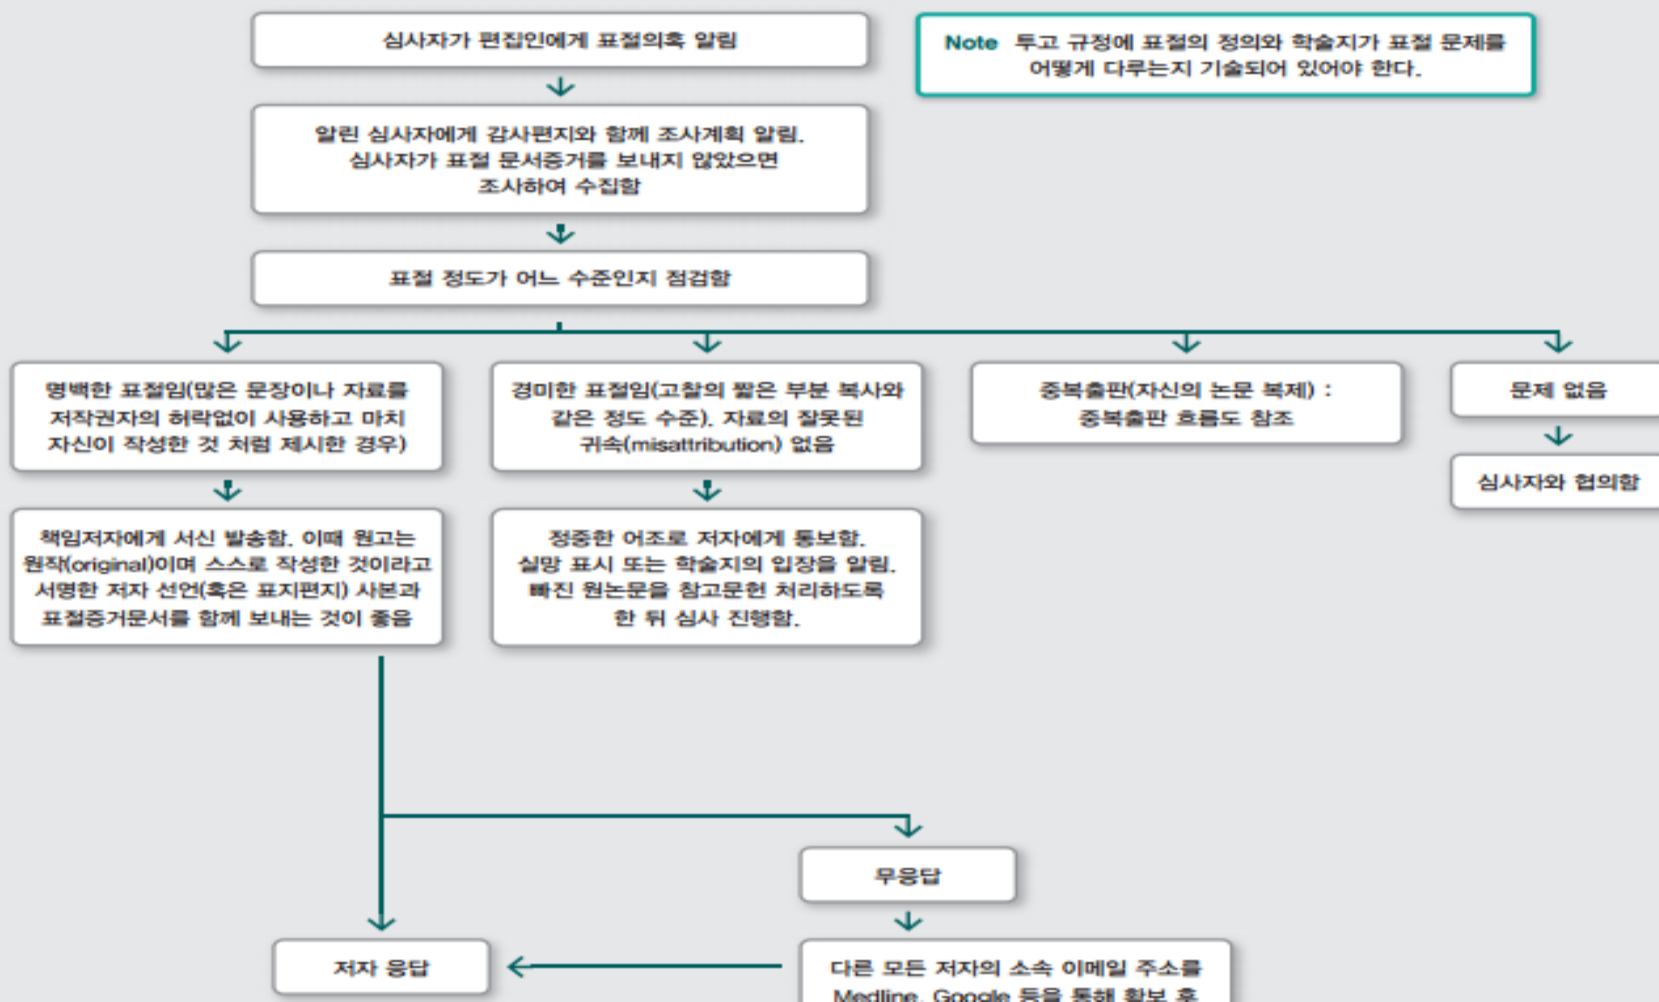 심사자가 편집인에게 표절의혹 알림
Note 투고 규정에 표절의 정의와 학술지가 표절 문제를
어떻게 다루는지 기술되어 있어야 한다.
알린 심사자에게 감사편지와 함께 조사계획 알림.
심사자가 표절 문서증거를 보내지 않았으면
조사하여 수집함
표절 정도가 어느 수준인지 점검함
명백한 표절임(많은 문장이나 자료를
저작권자의 허락없이 사용하고 마치
자신이 작성한 것 처럼 제시한 경우)
경미한 표절임(고찰의 짧은 부분 복사와
같은 정도 수준). 자료의 잘못된
귀속(misattribution) 없음
중복출판(자신의 논문 복제) :
중복출판 흐름도 참조
문제 없음
심사자와 협의함
책임저자에게 서신 발송함. 이때 원고는
원작(original)이며 스스로 작성한 것이라고
서명한 저자 선언(혹은 표지편지) 사본과
표절증거문서를 함께 보내는 것이 좋음
정중한 어조로 저자에게 통보함.
실망 표시 또는 학술지의 입장을 알림.
빠진 원논문을 참고문헌 처리하도록
한 뒤 심사 진행함.
무응답
저자 응답
다른 모든 저자의 소속 이메일 주소를
Medline, Google 등을 통해 확보 후